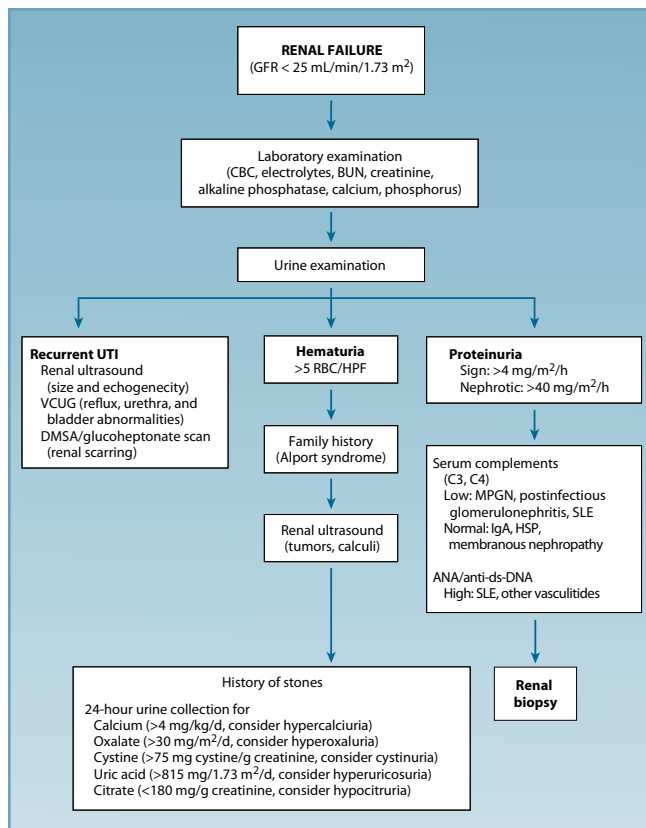 RENAL FAILURE
(GFR < 25 mL/min/1.73 m²)
Laboratory examination
(CBC, electrolytes, BUN, creatinine,
alkaline phosphatase, calcium, phosphorus)
Urine examination
Recurrent UTI
Renal ultrasound
(size and echogenecity)
VCUG (reflux, urethra, and
bladder abnormalities)
DMSA/glucoheptonate scan
(renal scarring)
Hematuria
>5 RBC/HPF
Family history
(Alport syndrome)
Renal ultrasound
(tumors, calculi)
Proteinuria
Sign: >4 mg/m²/h
Nephrotic: >40 mg/m²/h
Serum complements
(C3, C4)
Low: MPGN, postinfectious
glomerulonephritis, SLE
Normal: IgA, HSP,
membranous nephropathy
ANA/anti-ds-DNA
High: SLE, other vasculitides
Renal
biopsy
History of stones
24-hour urine collection for
Calcium (>4 mg/kg/d, consider hypercalciuria)
Oxalate (>30 mg/m²/d, consider hyperoxaluria)
Cystine (>75 mg cystine/g creatinine, consider cystinuria)
Uric acid (>815 mg/1.73 m²/d, consider hyperuricosuria)
Citrate (<180 mg/g creatinine, consider hypocitruria)